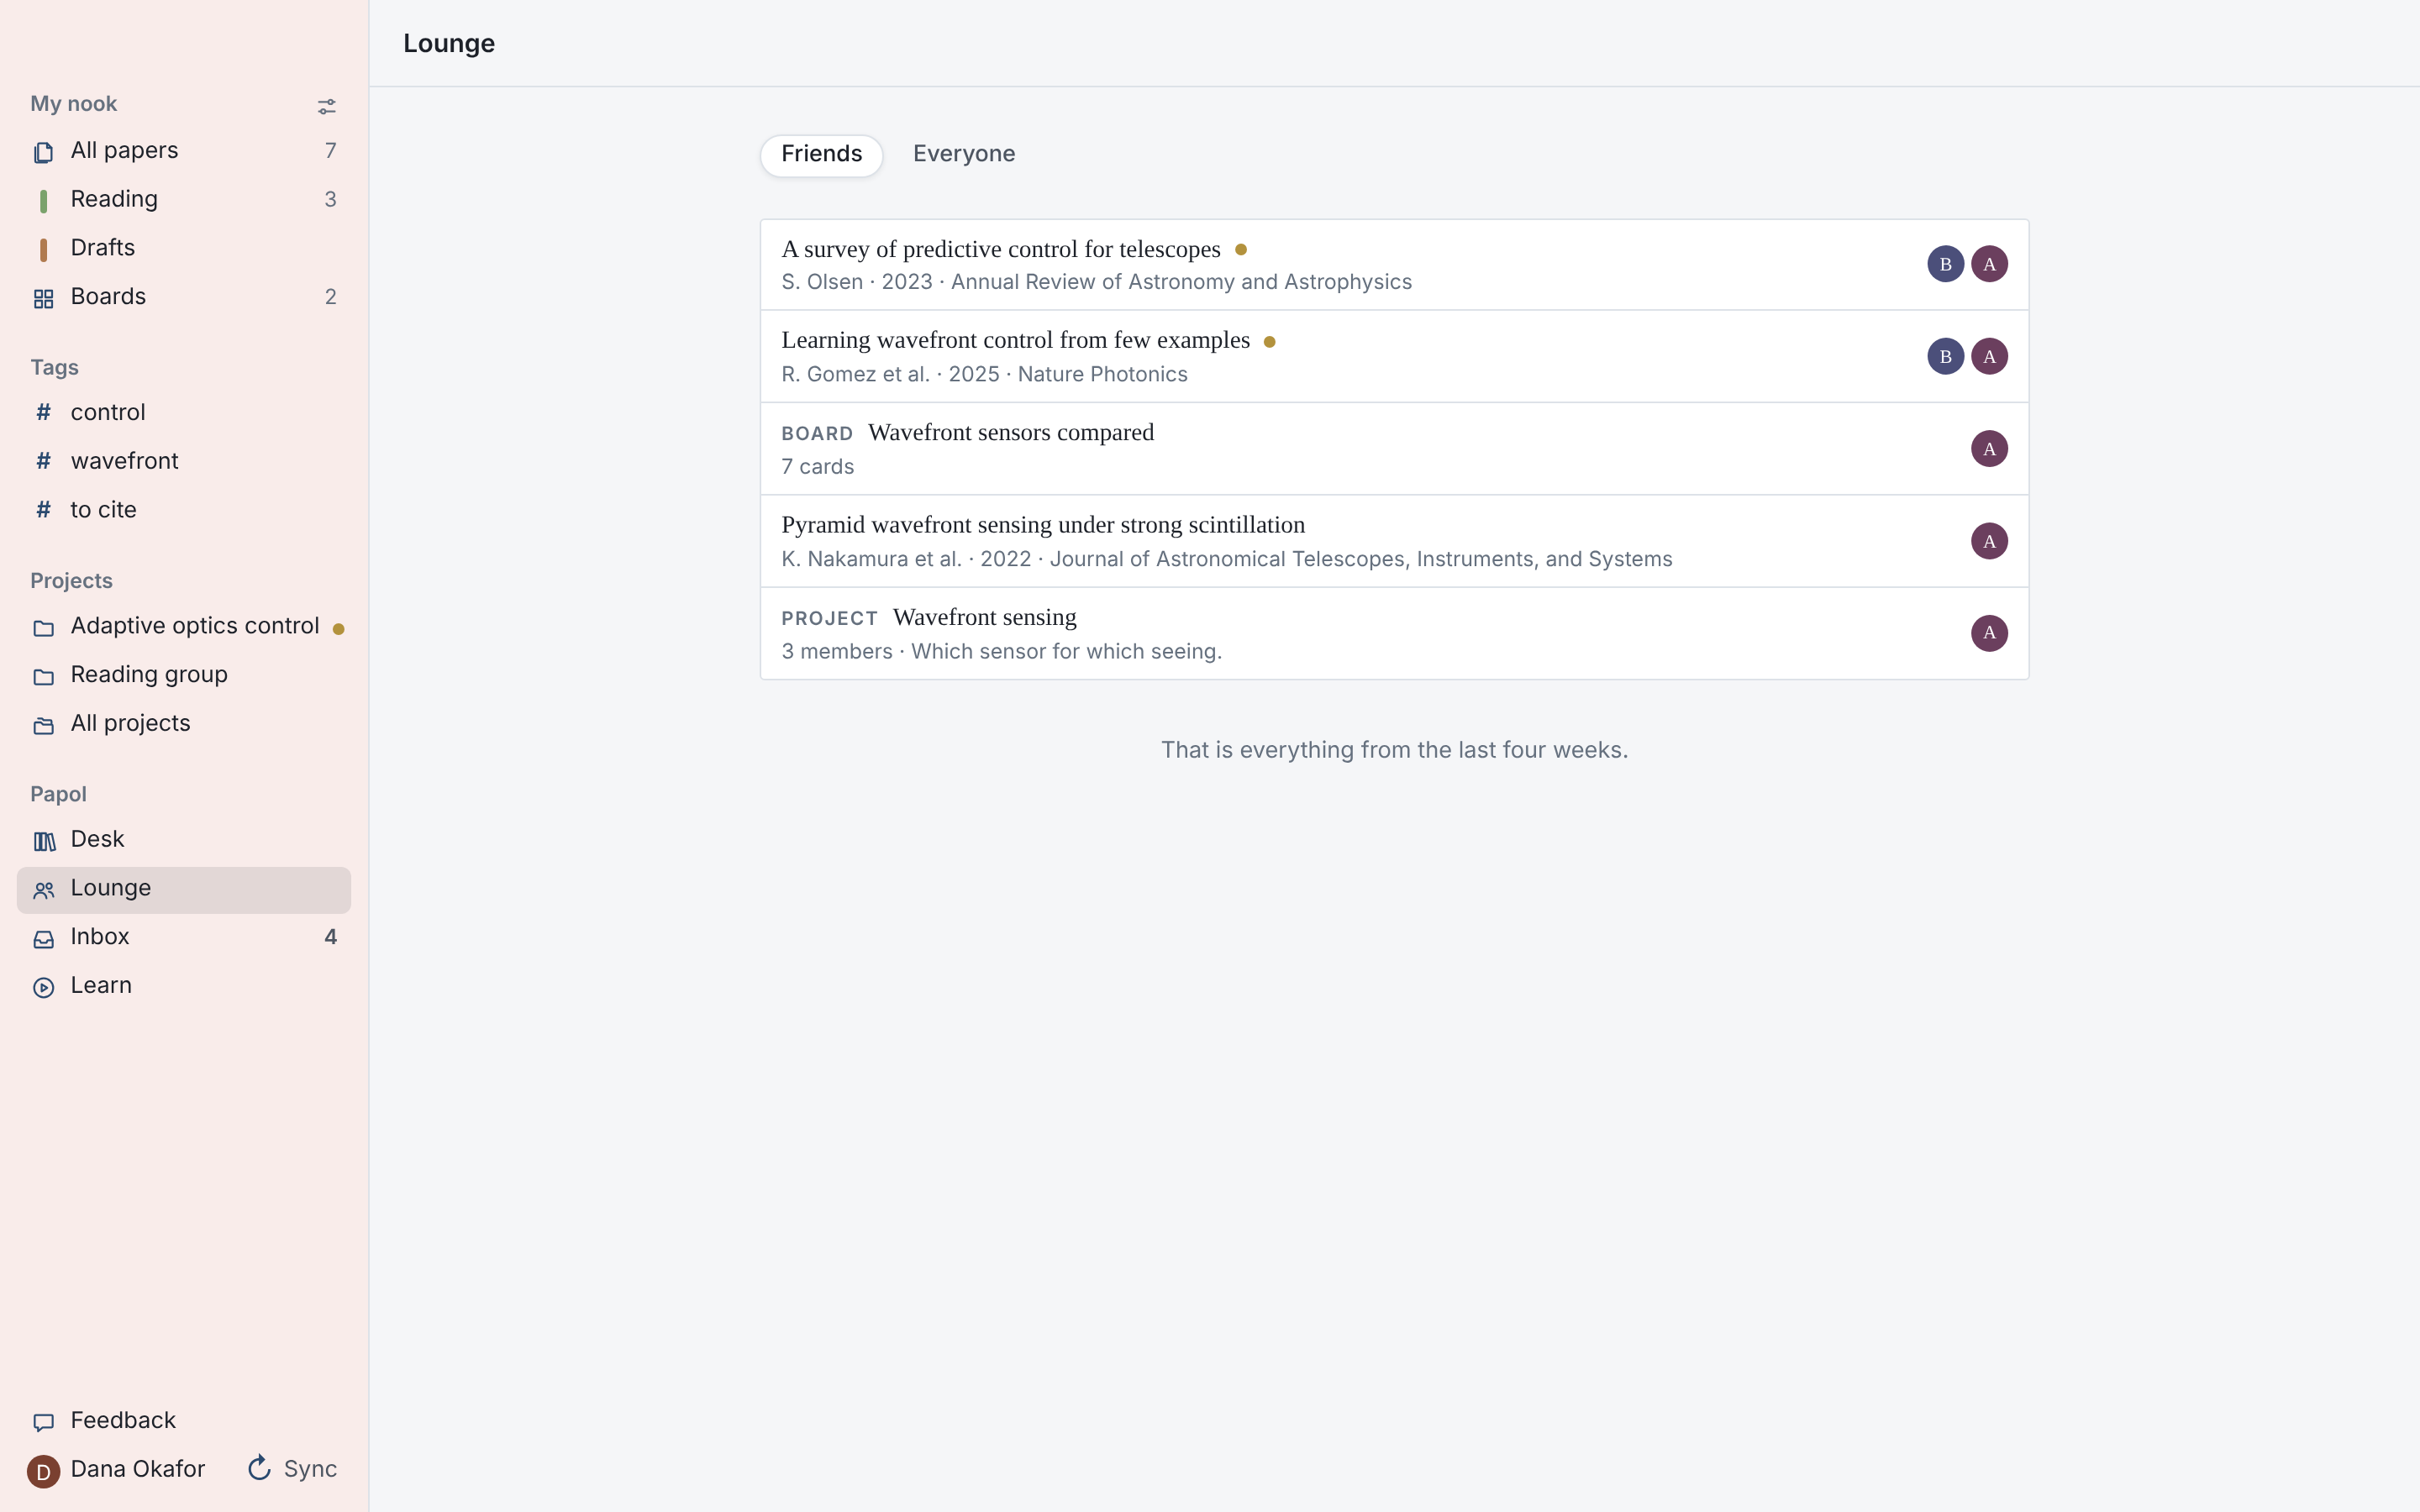 Lounge
My nook
All papers 7
Reading 3
Drafts
Boards 2
Tags
# control
# wavefront
# to cite
Projects
Adaptive optics control
Reading group
All projects
Papol
Desk
Lounge
Inbox 4
Learn
Feedback
D Dana Okafor Sync
Friends Everyone
A survey of predictive control for telescopes
S. Olsen · 2023 · Annual Review of Astronomy and Astrophysics
B A
Learning wavefront control from few examples
R. Gomez et al. · 2025 · Nature Photonics
B A
BOARD Wavefront sensors compared
7 cards
A
Pyramid wavefront sensing under strong scintillation
K. Nakamura et al. · 2022 · Journal of Astronomical Telescopes, Instruments, and Systems
A
PROJECT Wavefront sensing
3 members · Which sensor for which seeing.
A
That is everything from the last four weeks.